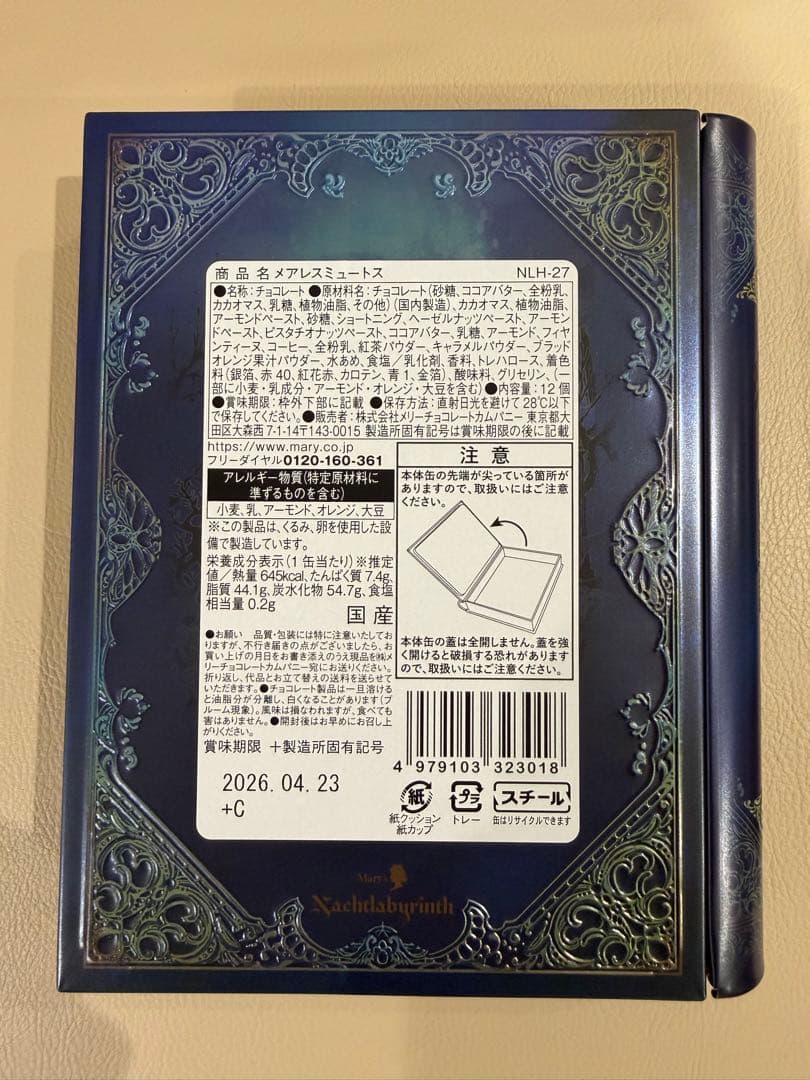 商品名 メアレスミュートス NLH-27
●名称:チョコレート ●原材料名:チョコレート(砂糖、ココアバター、全粉乳、
カカオマス、乳糖、植物油脂、その他)(国内製造)、カカオマス、植物油脂、
アーモンドペースト、砂糖、ショートニング、ヘーゼルナッツペースト、アーモ
ンドペースト、ピスタチオナッツペースト、ココアバター、乳糖、アーモンド、フィヤ
ンティーヌ、コーヒー、全粉乳、紅茶パウダー、キャラメルパウダー、ブラッド
オレンジ果汁パウダー、水あめ、食塩/乳化剤、香料、トレハロース、着色
料(銀箔、赤40、紅花赤、カロテン、青1、金箔)、酸味料、グリセリン、(一
部に小麦・乳成分・アーモンド・オレンジ・大豆を含む) ●内容量:12個
●賞味期限:枠外下部に記載 ●保存方法:直射日光を避けて28℃以下
で保存してください。●販売者:株式会社メリーチョコレートカムパニー 東京都大
田区大森西7-1-14〒143-0015 製造所固有記号は賞味期限の後に記載
https://www.mary.co.jp
フリーダイヤル0120-160-361
アレルギー物質(特定原材料に
準ずるものを含む)
小麦、乳、アーモンド、オレンジ、大豆
※この製品は、くるみ、卵を使用した設
備で製造しています。
栄養成分表示(1缶当たり)※推定
値/熱量 645kcal、たんぱく質 7.4g、
脂質 44.1g、炭水化物 54.7g、食塩
相当量 0.2g
国産
●お願い 品質・包装には特に注意いたしてお
りますが、不行き届きの点がございましたら、お
買い上げの月日をお書き添えのうえ現品を㈱メ
リーチョコレートカムパニー宛にお送りください。
折り返し、代品とお立て替えの送料を送らせて
いただきます。●チョコレート製品は一旦溶ける
と油脂分が分離し、白くなることがあります(ブ
ルーム現象)。風味は損なわれますが、食べても
害はありません。●開封後はお早めにお召し上
がりください。
賞味期限 +製造所固有記号
2026.04.23
+C
注意
本体缶の先端が尖っている箇所が
ありますので、取扱いにはご注意
ください。
本体缶の蓋は全開しません。蓋を強
く開けると破損する恐れがあります
ので、取扱いにはご注意ください。
4 979103 323018
紙
紙クッション
紙カップ
プラ
トレー
スチール
缶はリサイクルできます
Mary's
Nachtlabyrinth